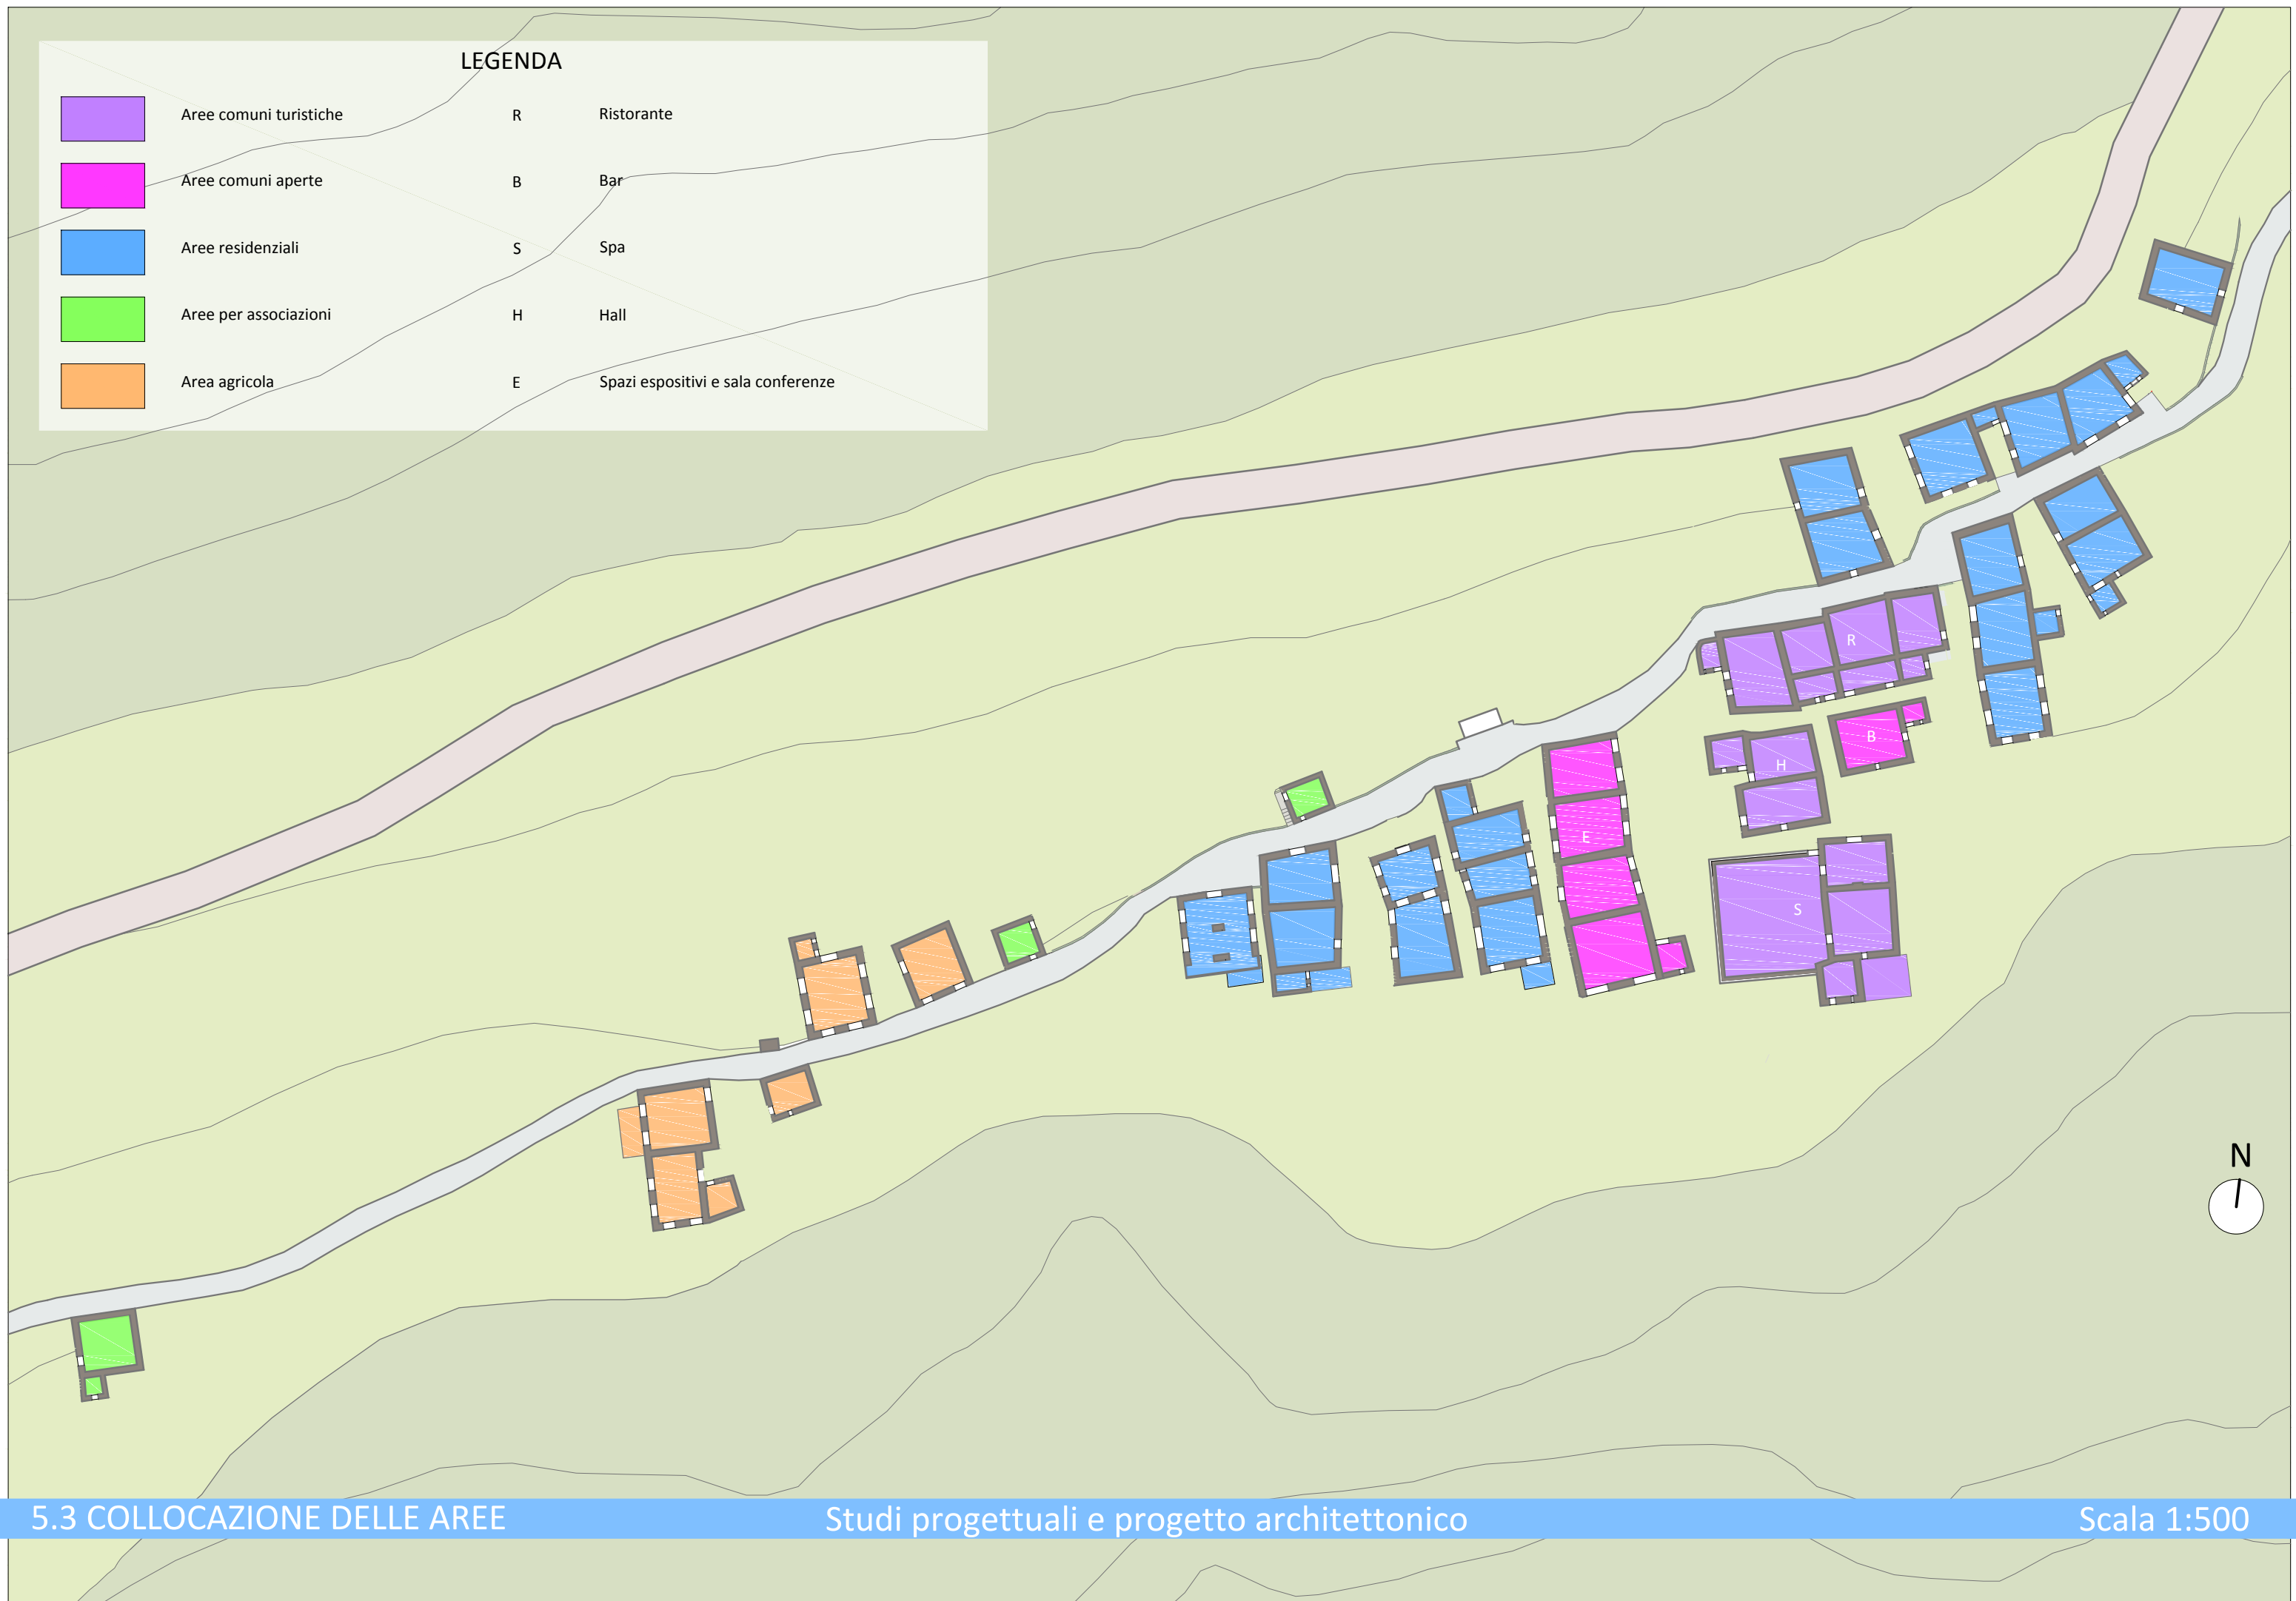 LEGENDA
Aree comuni turistiche R Ristorante
Aree comuni aperte B Bar
Aree residenziali S Spa
Aree per associazioni H Hall
Area agricola E Spazi espositivi e sala conferenze
R
B
H
E
S
N
5.3 COLLOCAZIONE DELLE AREE Studi progettuali e progetto architettonico Scala 1:500